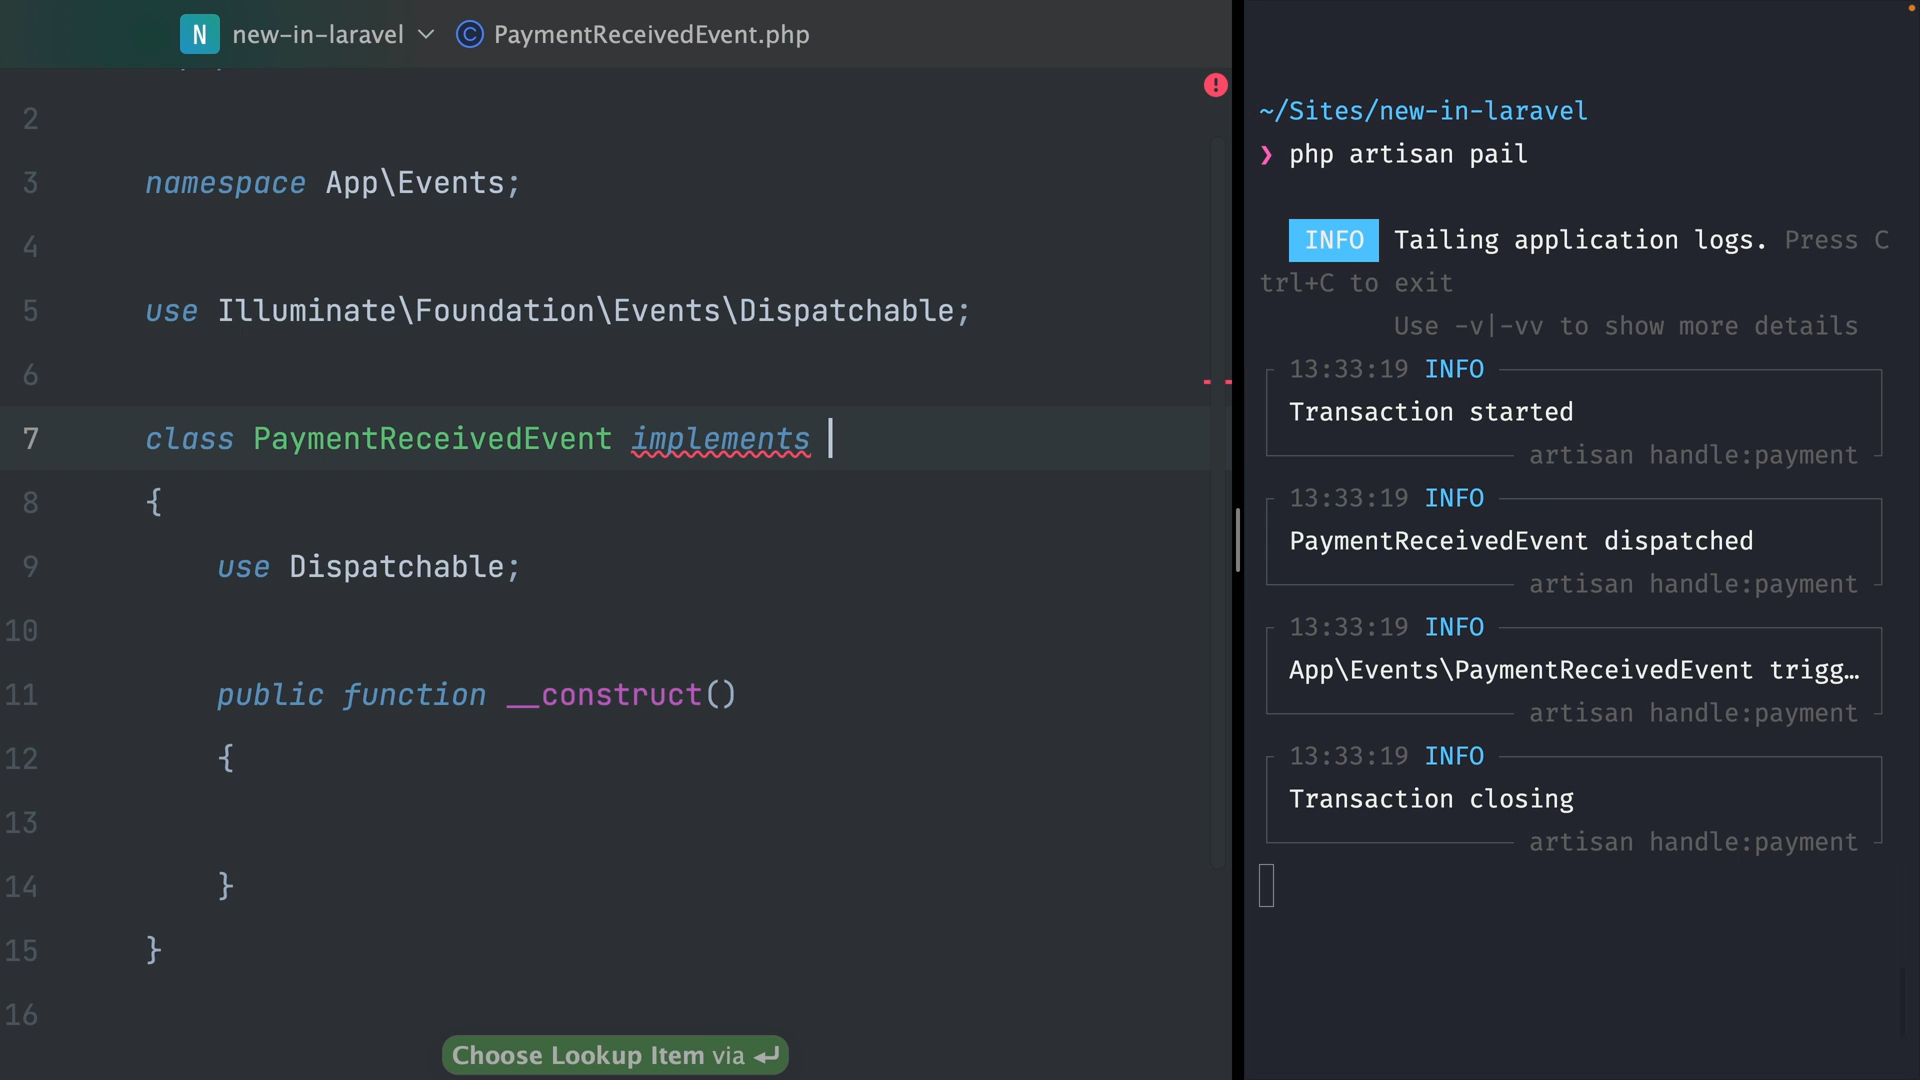 N new-in-laravel
PaymentReceivedEvent.php
2
3 namespace App\Events;
4
5 use Illuminate\Foundation\Events\Dispatchable;
6
7 class PaymentReceivedEvent implements
8 {
9 use Dispatchable;
10
11 public function __construct()
12 {
13
14 }
15 }
16
Choose Lookup Item via ↵
~/Sites/new-in-laravel
❯ php artisan pail
INFO Tailing application logs. Press C
trl+C to exit
Use -v|-vv to show more details
13:33:19 INFO
Transaction started
artisan handle:payment
13:33:19 INFO
PaymentReceivedEvent dispatched
artisan handle:payment
13:33:19 INFO
App\Events\PaymentReceivedEvent trigg…
artisan handle:payment
13:33:19 INFO
Transaction closing
artisan handle:payment